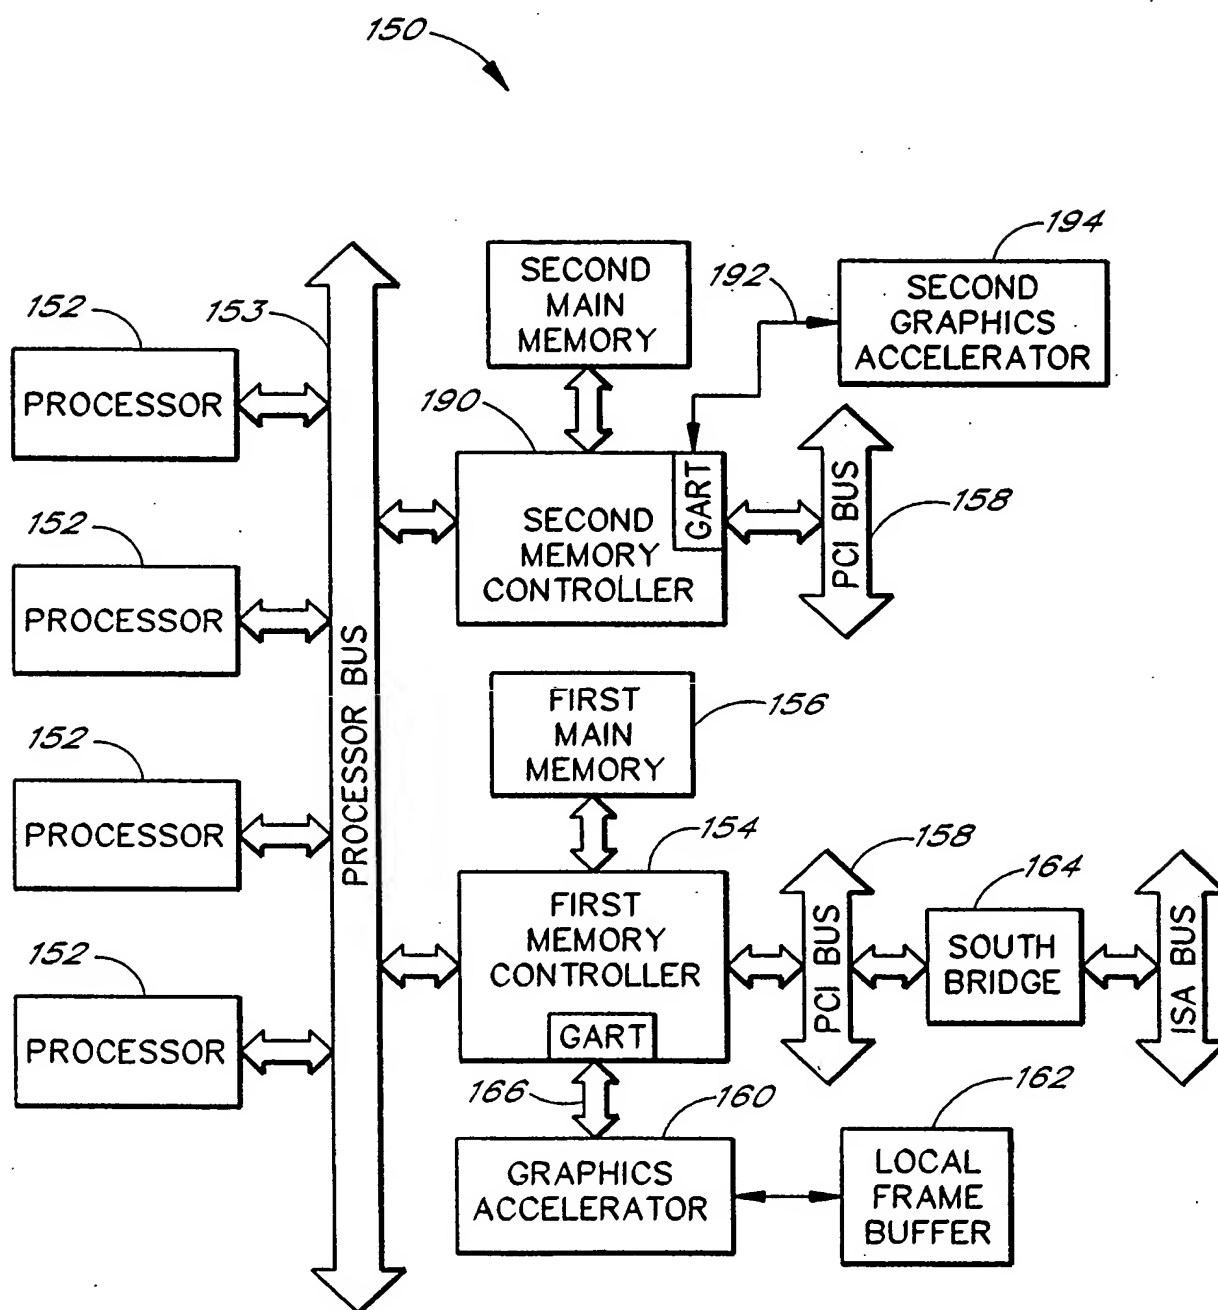 150
194
SECOND
MAIN
MEMORY
192
SECOND
GRAPHICS
ACCELERATOR
152
153
PROCESSOR
190
GART
PCI BUS
158
SECOND
MEMORY
CONTROLLER
152
PROCESSOR
PROCESSOR BUS
FIRST
MAIN
MEMORY
156
152
PROCESSOR
154
158
164
FIRST
MEMORY
CONTROLLER
GART
PCI BUS
SOUTH
BRIDGE
ISA BUS
152
PROCESSOR
166
160
162
GRAPHICS
ACCELERATOR
LOCAL
FRAME
BUFFER